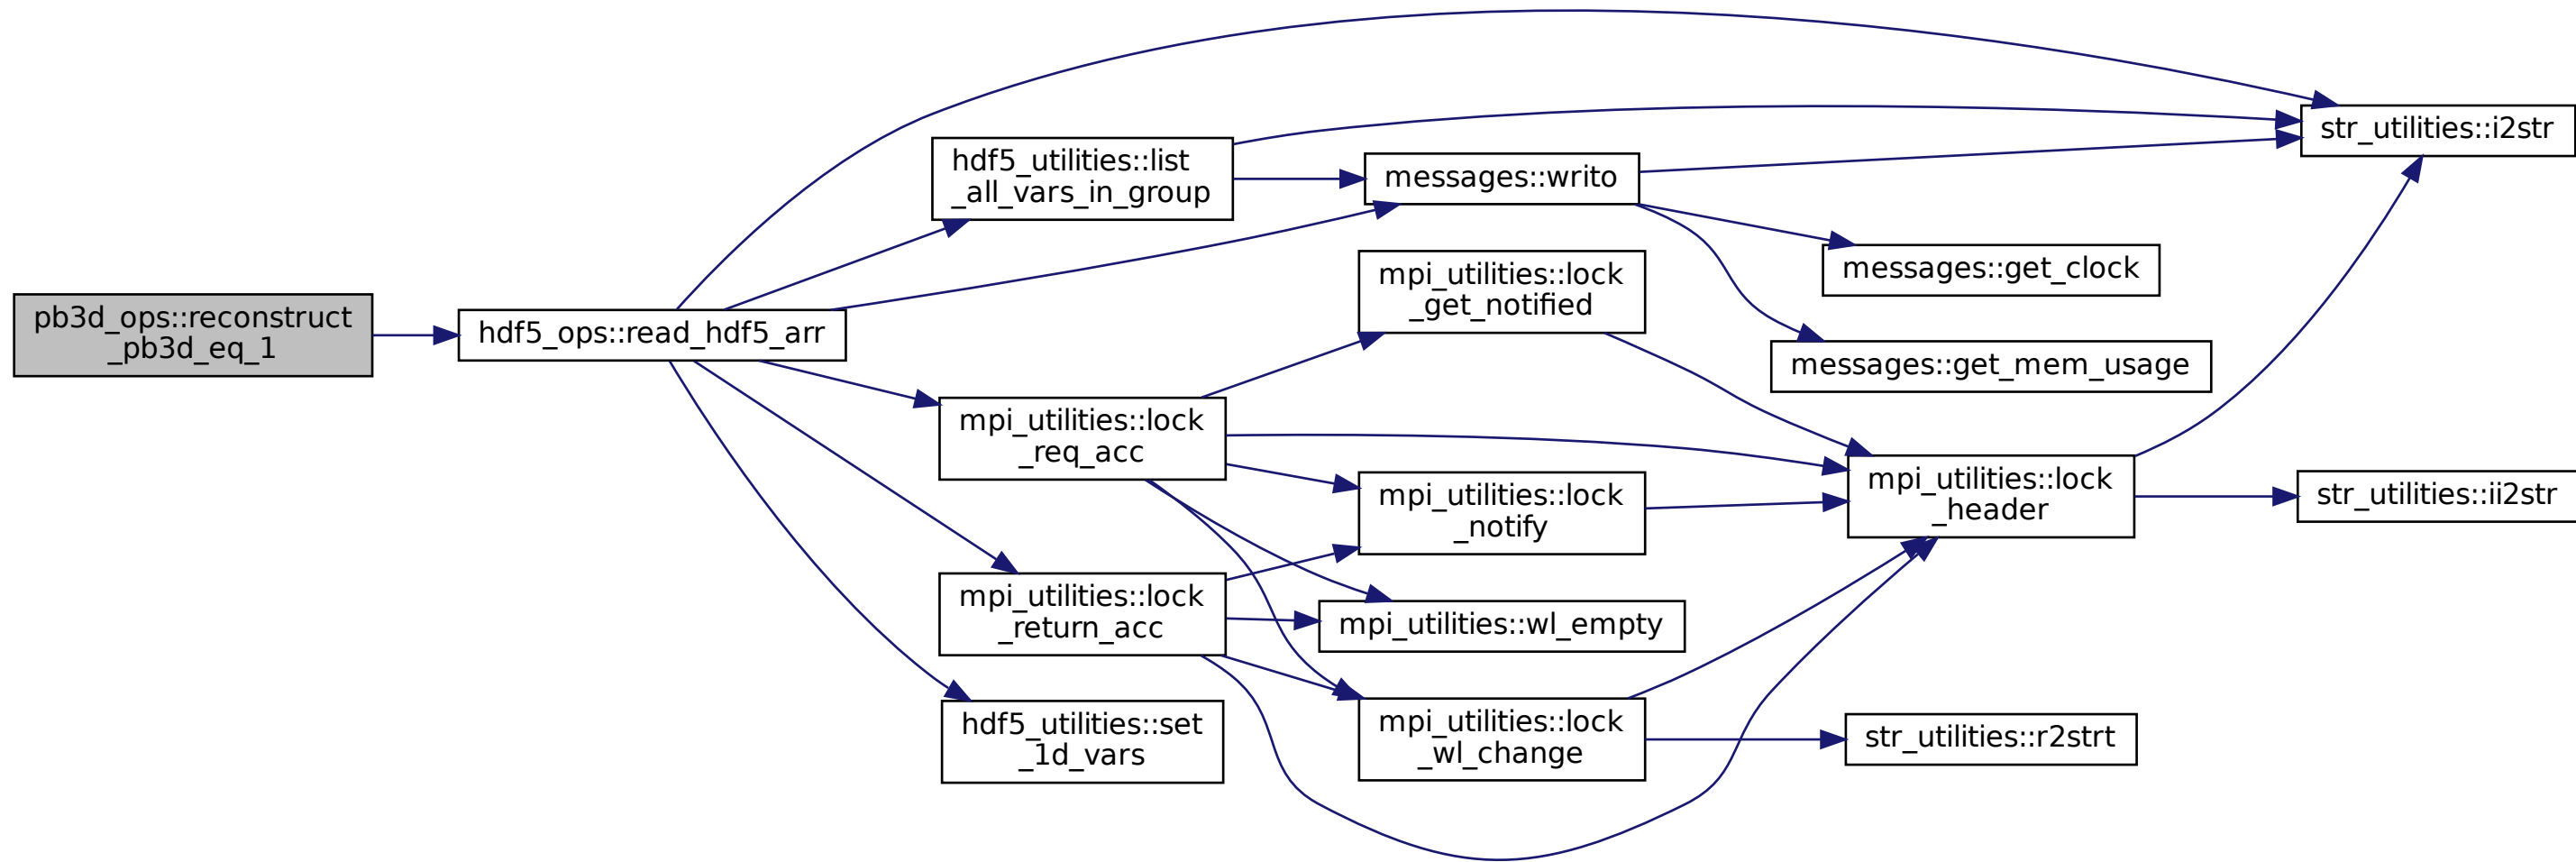 pb3d_ops::reconstruct
_pb3d_eq_1
hdf5_ops::read_hdf5_arr
hdf5_utilities::list
_all_vars_in_group
mpi_utilities::lock
_req_acc
mpi_utilities::lock
_return_acc
hdf5_utilities::set
_1d_vars
messages::writo
mpi_utilities::lock
_get_notified
mpi_utilities::lock
_notify
mpi_utilities::wl_empty
mpi_utilities::lock
_wl_change
messages::get_clock
messages::get_mem_usage
mpi_utilities::lock
_header
str_utilities::r2strt
str_utilities::i2str
str_utilities::ii2str